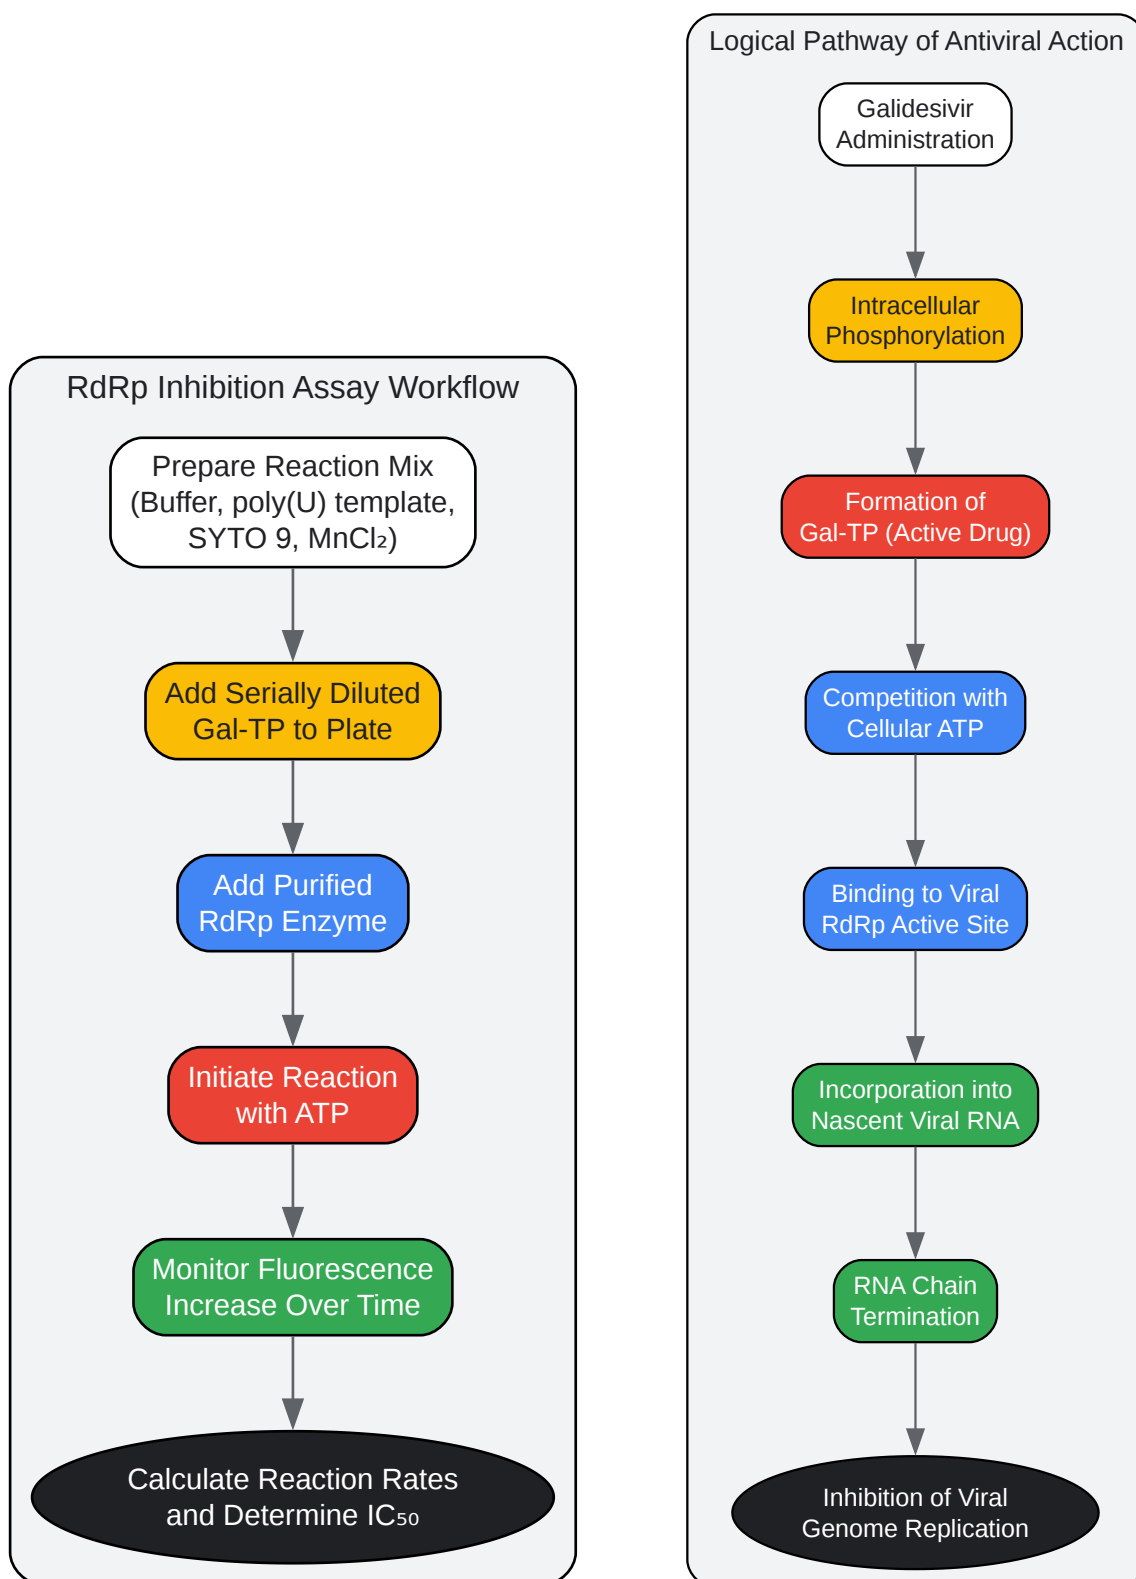 RdRp Inhibition Assay Workflow
Prepare Reaction Mix
(Buffer, poly(U) template,
SYTO 9, MnCl₂)
Add Serially Diluted
Gal-TP to Plate
Add Purified
RdRp Enzyme
Initiate Reaction
with ATP
Monitor Fluorescence
Increase Over Time
Calculate Reaction Rates
and Determine IC₅₀
Logical Pathway of Antiviral Action
Galidesivir
Administration
Intracellular
Phosphorylation
Formation of
Gal-TP (Active Drug)
Competition with
Cellular ATP
Binding to Viral
RdRp Active Site
Incorporation into
Nascent Viral RNA
RNA Chain
Termination
Inhibition of Viral
Genome Replication